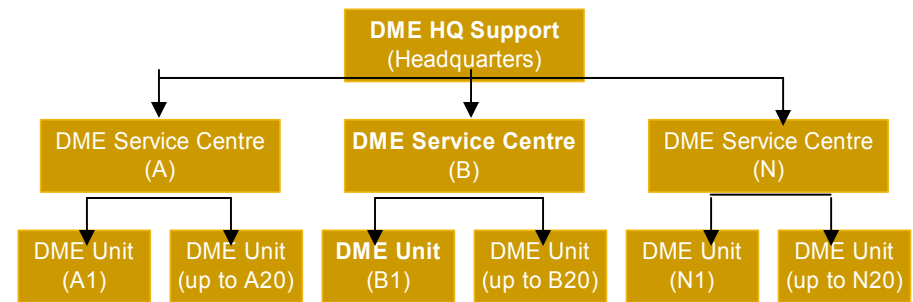 DME HQ Support
(Headquarters)
DME Service Centre
(A)
DME Service Centre
(B)
DME Service Centre
(N)
DME Unit
(A1)
DME Unit
(up to A20)
DME Unit
(B1)
DME Unit
(up to B20)
DME Unit
(N1)
DME Unit
(up to N20)